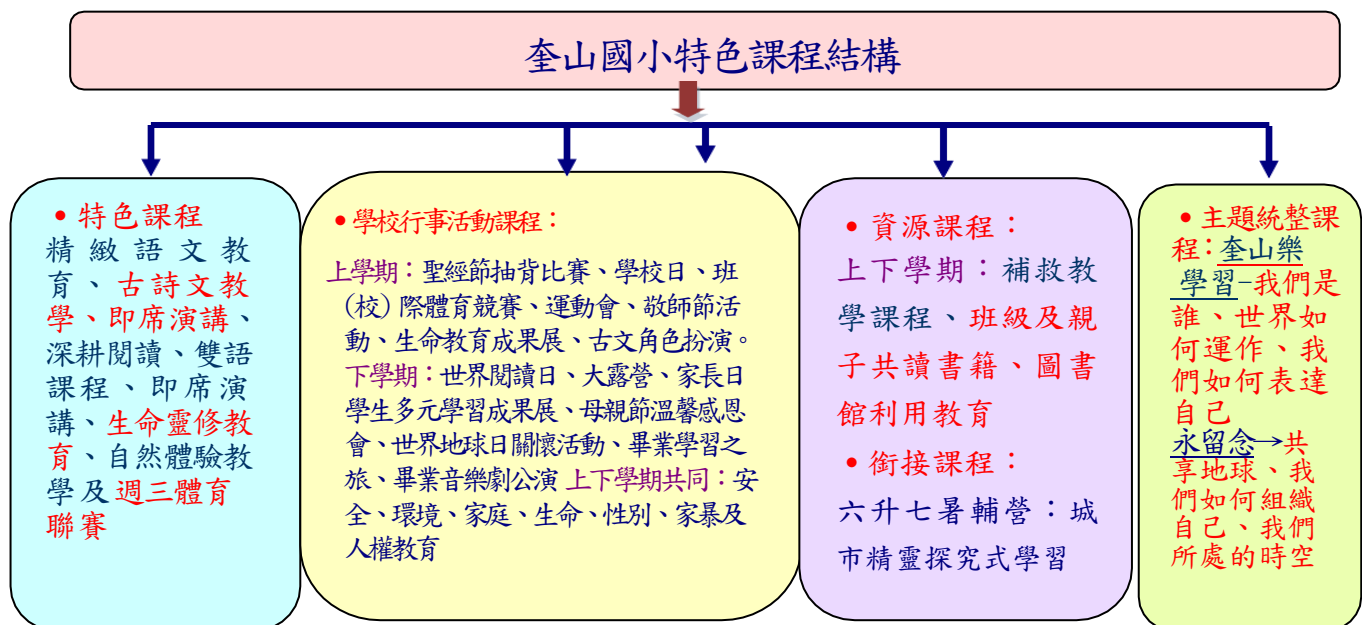 奎山國小特色課程結構
•特色課程
精緻語文教
育、古詩文教
學、即席演講、
深耕閱讀、雙語
課程、即席演
講、生命靈修教
育、自然體驗教
學及週三體育
聯賽
•學校行事活動課程：
上學期：聖經節抽背比賽、學校日、班
(校)際體育競賽、運動會、敬師節活
動、生命教育成果展、古文角色扮演。
下學期：世界閱讀日、大露營、家長日
學生多元學習成果展、母親節溫馨感恩
會、世界地球日關懷活動、畢業學習之
旅、畢業音樂劇公演 上下學期共同：安
全、環境、家庭、生命、性別、家暴及
人權教育
•資源課程：
上下學期：補救教
學課程、班級及親
子共讀書籍、圖書
館利用教育
•銜接課程：
六升七暑輔營：城
市精靈探究式學習
•主題統整課
程：奎山樂
學習-我們是
誰、世界如
何運作、我
們如何表達
自己
永留念→共
享地球、我
們如何組織
自己、我們
所處的時空